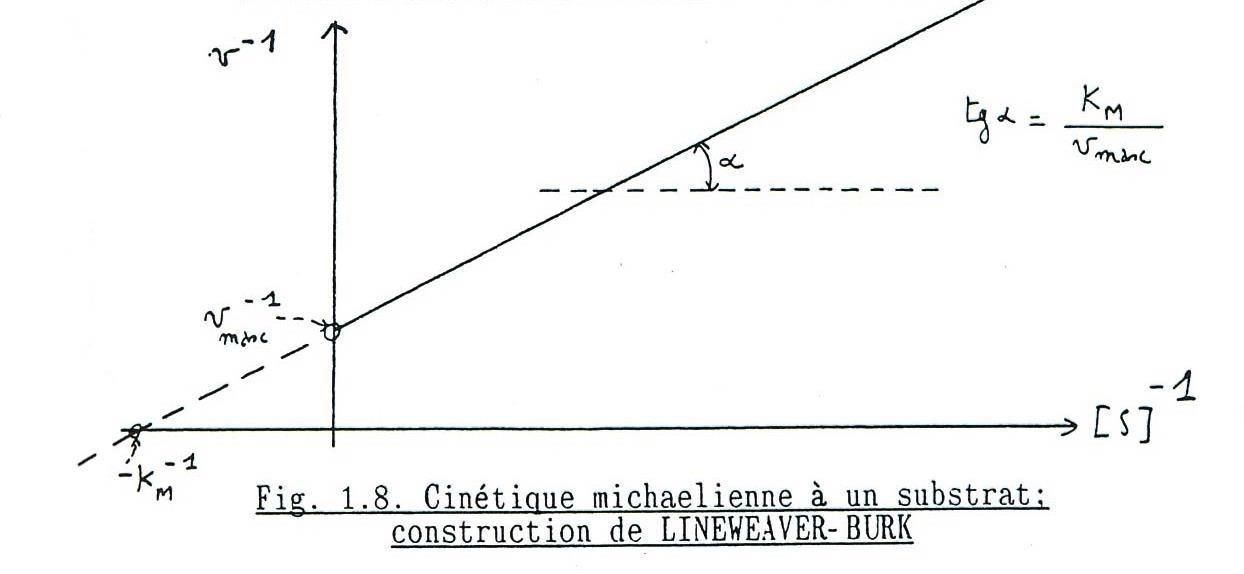 v⁻¹
tg α = K_M / v_max
α
v_max⁻¹
[S]⁻¹
-K_M⁻¹
Fig. 1.8. Cinétique michaelienne à un substrat;
construction de LINEWEAVER-BURK